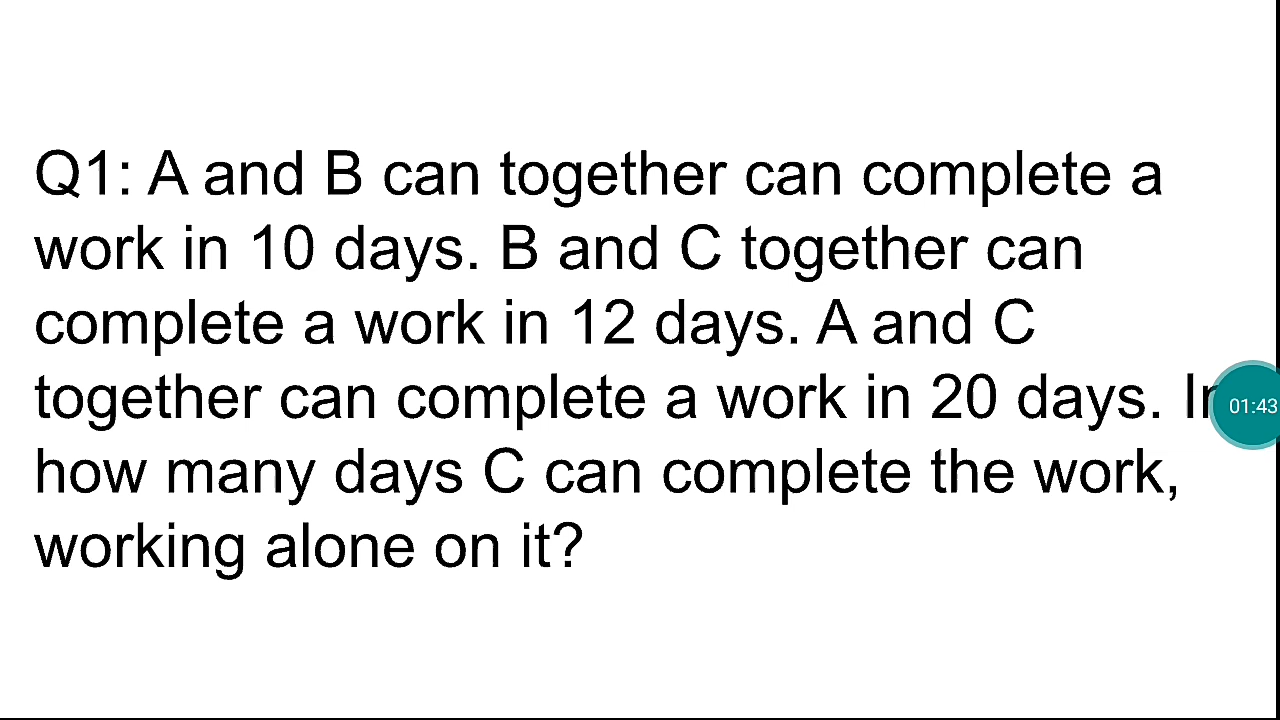 Q1: A and B can together can complete a
work in 10 days. B and C together can
complete a work in 12 days. A and C
together can complete a work in 20 days.
how many days C can complete the work,
working alone on it?
01:43